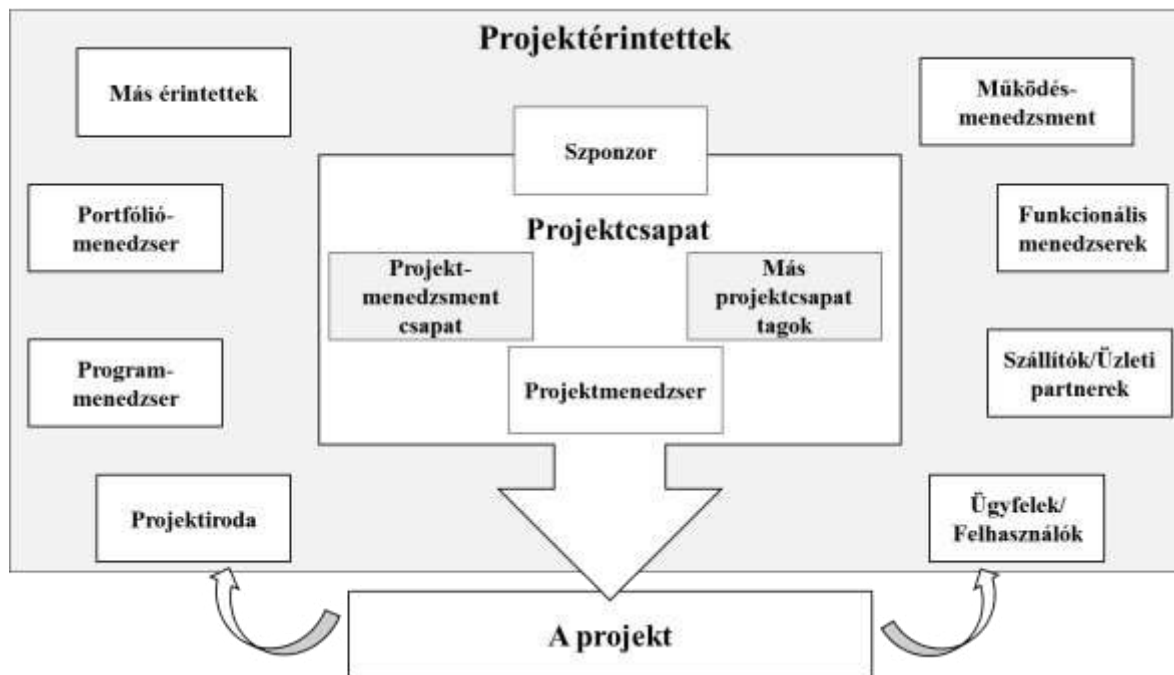 Projektérintettek
Más érintettek
Működés-
menedzsment
Szponzor
Portfólió-
menedzser
Projektcsapat
Funkcionális
menedzserek
Projekt-
menedzsment
csapat
Más
projektcsapat
tagok
Program-
menedzser
Projektmenedzser
Szállítók/Üzleti
partnerek
Projektiroda
Ügyfelek/
Felhasználók
A projekt